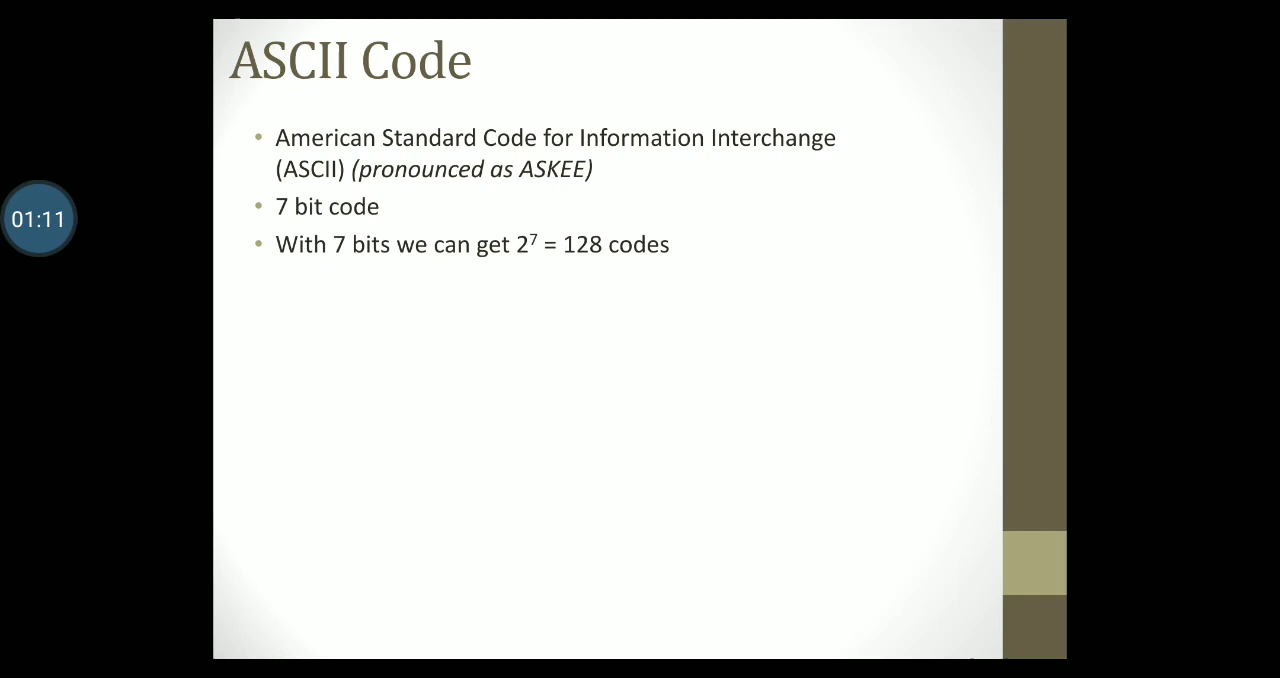 ASCII Code
• American Standard Code for Information Interchange
(ASCII) (pronounced as ASKEE)
• 7 bit code
• With 7 bits we can get 2⁷ = 128 codes
01:11